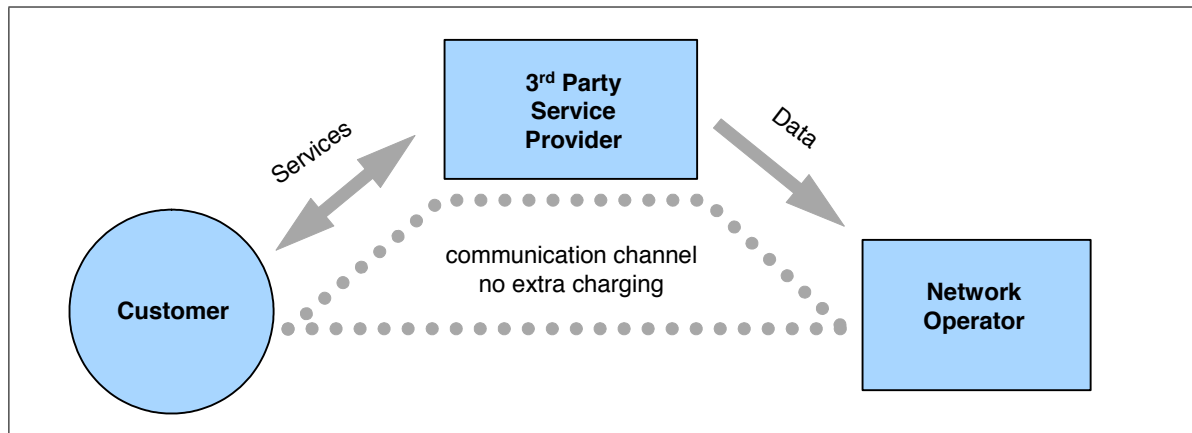 3rd Party
Service
Provider
Services
Data
communication channel
no extra charging
Customer
Network
Operator